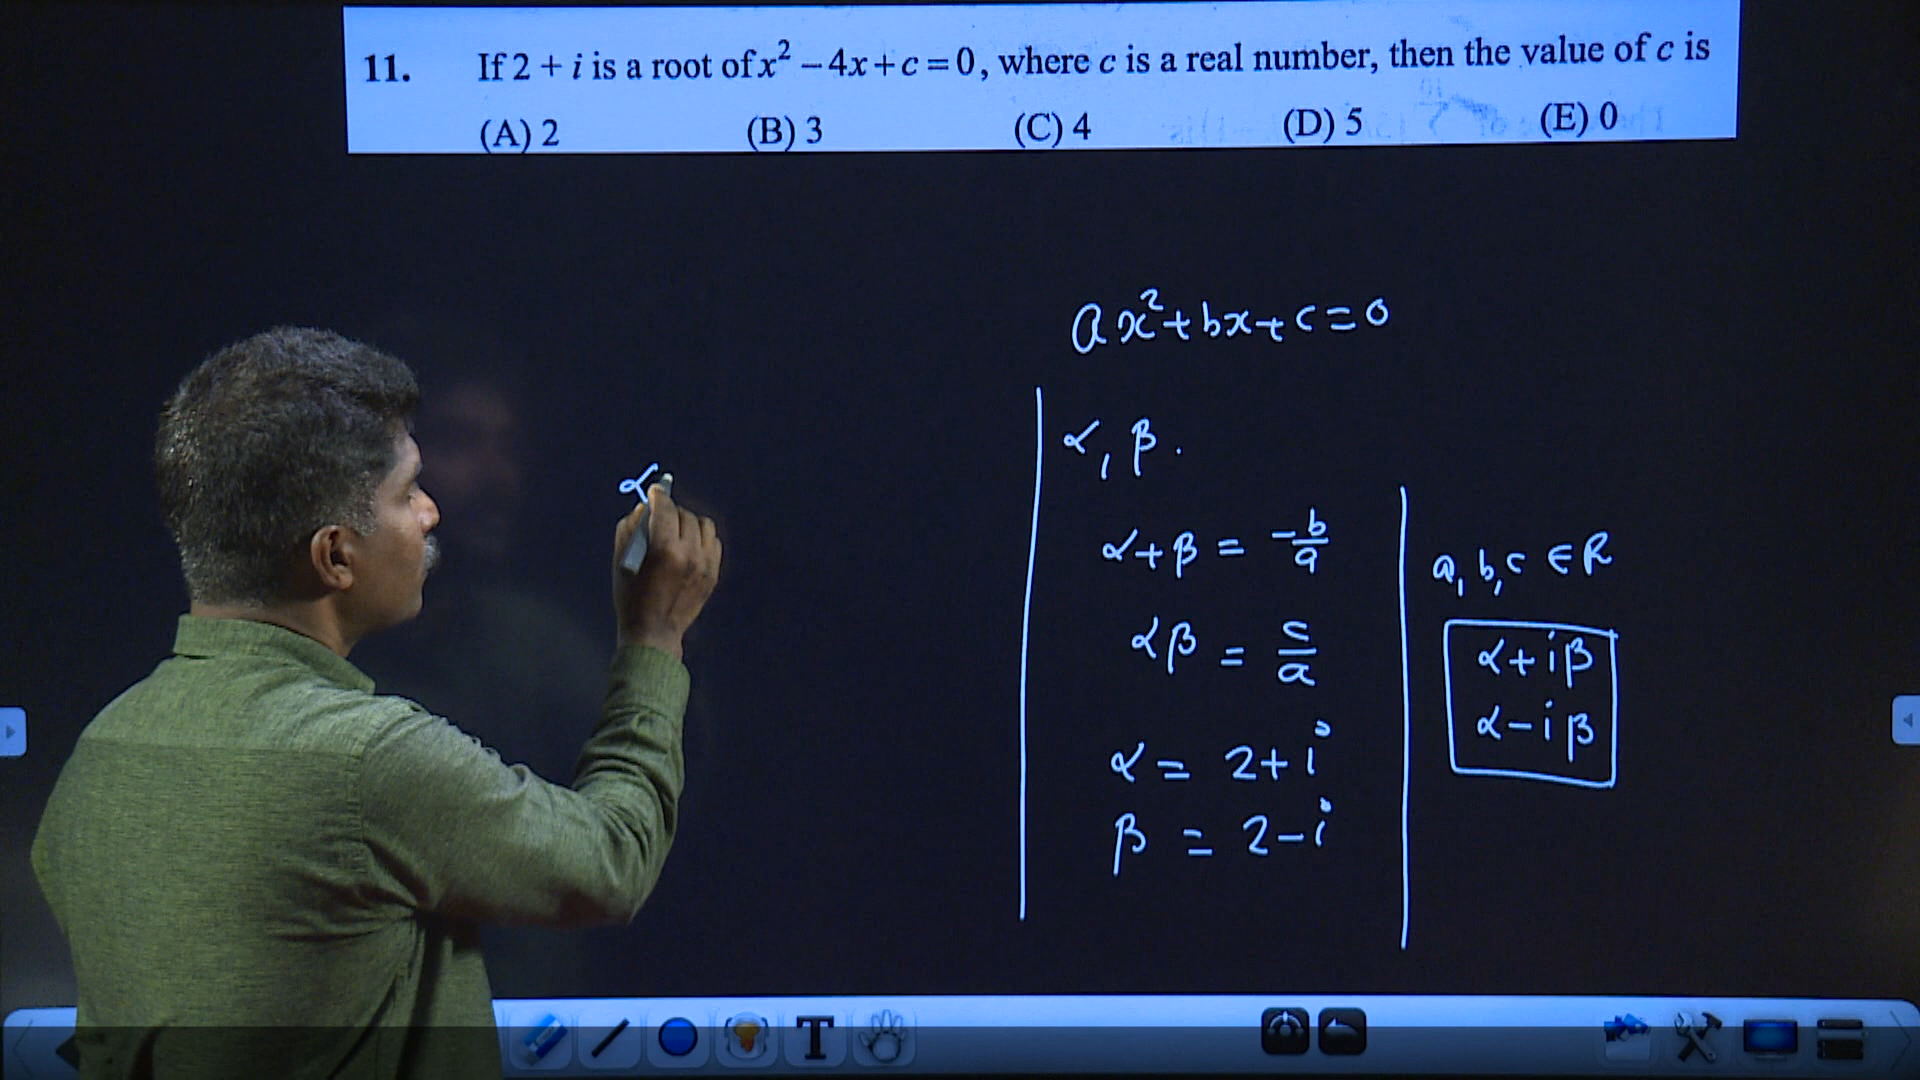 11. If 2 + i is a root of x² – 4x + c = 0, where c is a real number, then the value of c is
(A) 2 (B) 3 (C) 4 (D) 5 (E) 0
ax² + bx + c = 0
α, β.
α + β = -b/a
αβ = c/a
α = 2 + i
β = 2 - i
a, b, c ∈ R
α + iβ
α - iβ
α
T